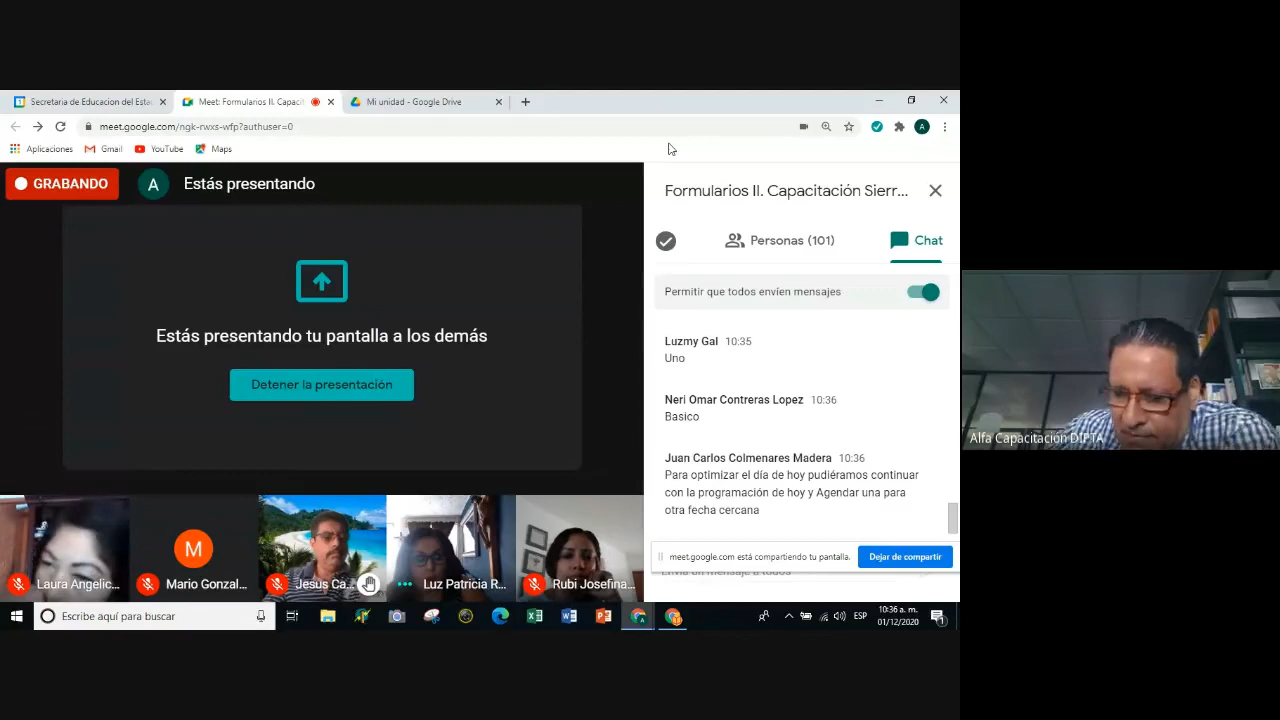 Secretaria de Educacion del Esta
Meet: Formularios II. Capacit
Mi unidad - Google Drive
meet.google.com/ngk-rwxs-wfp?authuser=0
A
Aplicaciones
Gmail
YouTube
Maps
GRABANDO
A
Estás presentando
Estás presentando tu pantalla a los demás
Detener la presentación
Formularios II. Capacitación Sierr...
Personas (101)
Chat
Permitir que todos envíen mensajes
Luzmy Gal 10:35
Uno
Neri Omar Contreras Lopez 10:36
Basico
Juan Carlos Colmenares Madera 10:36
Para optimizar el día de hoy pudiéramos continuar
con la programación de hoy y Agendar una para
otra fecha cercana
meet.google.com está compartiendo tu pantalla.
Dejar de compartir
Envía un mensaje a todos
Laura Angelic...
M
Mario Gonzal...
Jesus Ca...
Luz Patricia R...
Rubi Josefina...
Alfa Capacitación DIPTA
Escribe aquí para buscar
ESP
10:36 a. m.
01/12/2020
1